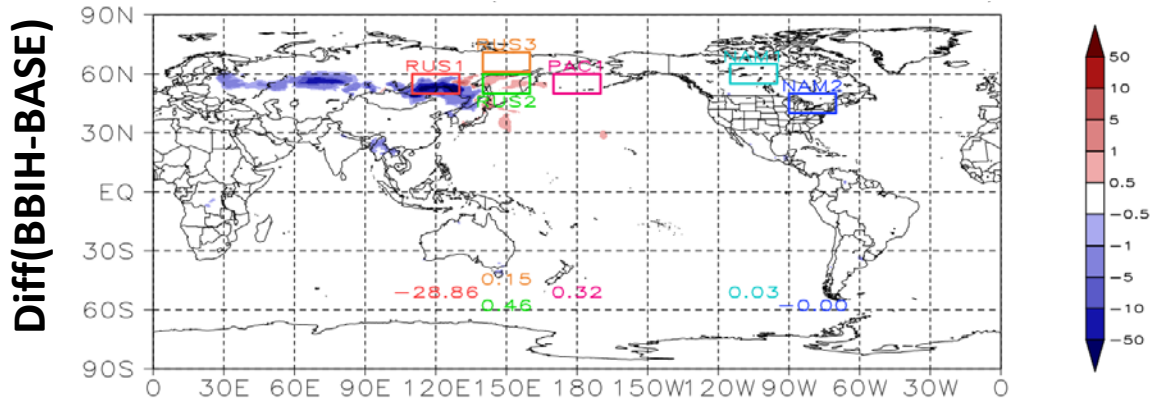 Diff(BBIH-BASE)
90N
60N
30N
EQ
30S
60S
90S
RUS3
RUS1
PAC1
RUS2
NAM1
NAM2
0.15
-28.86
0.46
0.32
0.03
-0.00
0 30E 60E 90E 120E 150E 180 150W 120W 90W 60W 30W 0
50
10
5
1
0.5
-0.5
-1
-5
-10
-50